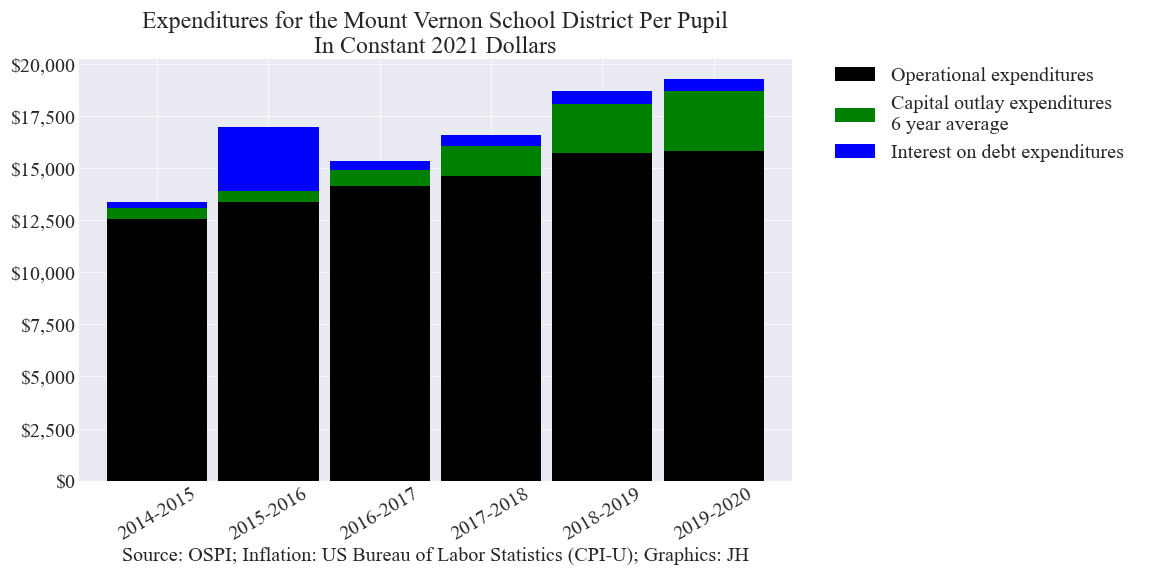 Expenditures for the Mount Vernon School District Per Pupil
In Constant 2021 Dollars
$20,000
$17,500
$15,000
$12,500
$10,000
$7,500
$5,000
$2,500
$0
2014-2015
2015-2016
2016-2017
2017-2018
2018-2019
2019-2020
Source: OSPI; Inflation: US Bureau of Labor Statistics (CPI-U); Graphics: JH
Operational expenditures
Capital outlay expenditures
6 year average
Interest on debt expenditures